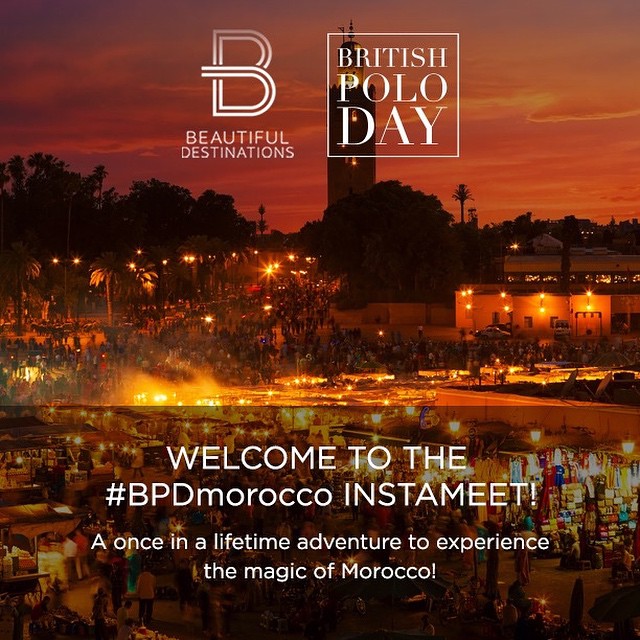 BEAUTIFUL
DESTINATIONS
BRITISH
POLO
DAY
WELCOME TO THE
#BPDmorocco INSTAMEET!
A once in a lifetime adventure to experience
the magic of Morocco!